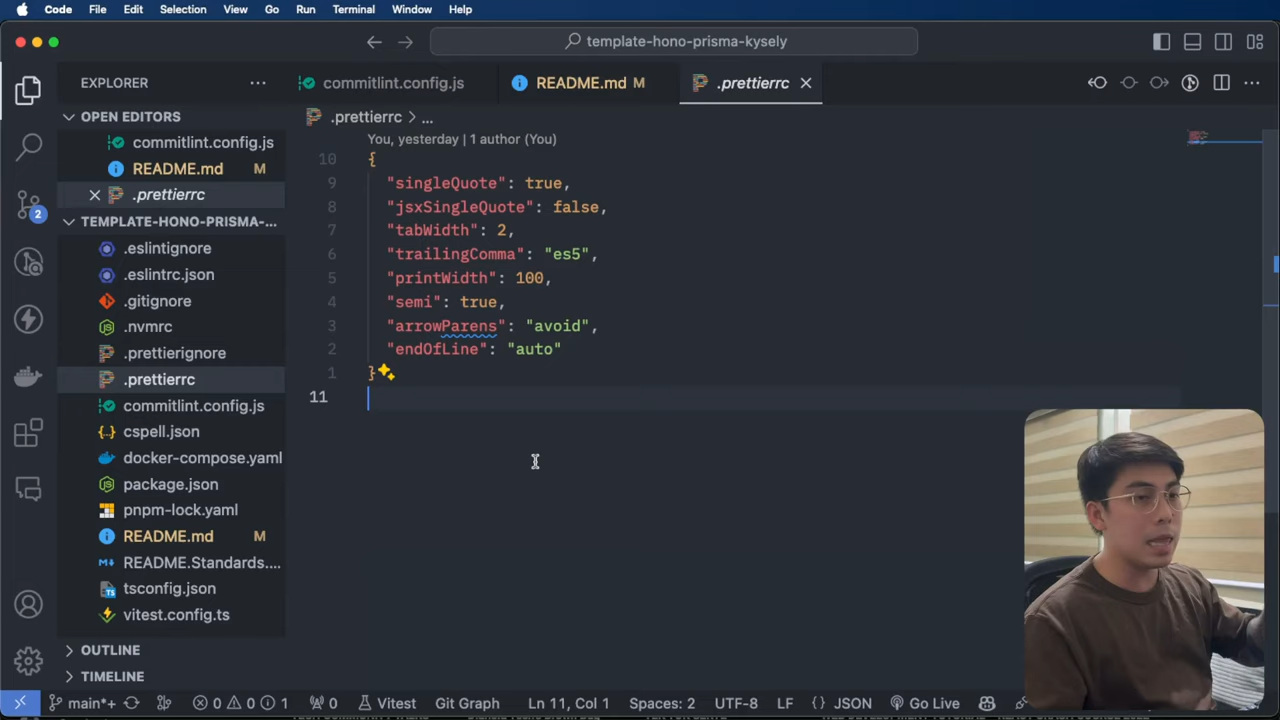 Code File Edit Selection View Go Run Terminal Window Help
template-hono-prisma-kysely
EXPLORER
commitlint.config.js
README.md M
.prettierrc
OPEN EDITORS
commitlint.config.js
README.md M
.prettierrc
TEMPLATE-HONO-PRISMA-...
.eslintignore
.eslintrc.json
.gitignore
.nvmrc
.prettierignore
.prettierrc
commitlint.config.js
cspell.json
docker-compose.yaml
package.json
pnpm-lock.yaml
README.md M
README.Standards....
tsconfig.json
vitest.config.ts
OUTLINE
TIMELINE
2
.prettierrc > ...
You, yesterday | 1 author (You)
10 {
9 "singleQuote": true,
8 "jsxSingleQuote": false,
7 "tabWidth": 2,
6 "trailingComma": "es5",
5 "printWidth": 100,
4 "semi": true,
3 "arrowParens": "avoid",
2 "endOfLine": "auto"
1 }
11
main*+ 0 0 1 0 Vitest Git Graph Ln 11, Col 1 Spaces: 2 UTF-8 LF { } JSON Go Live